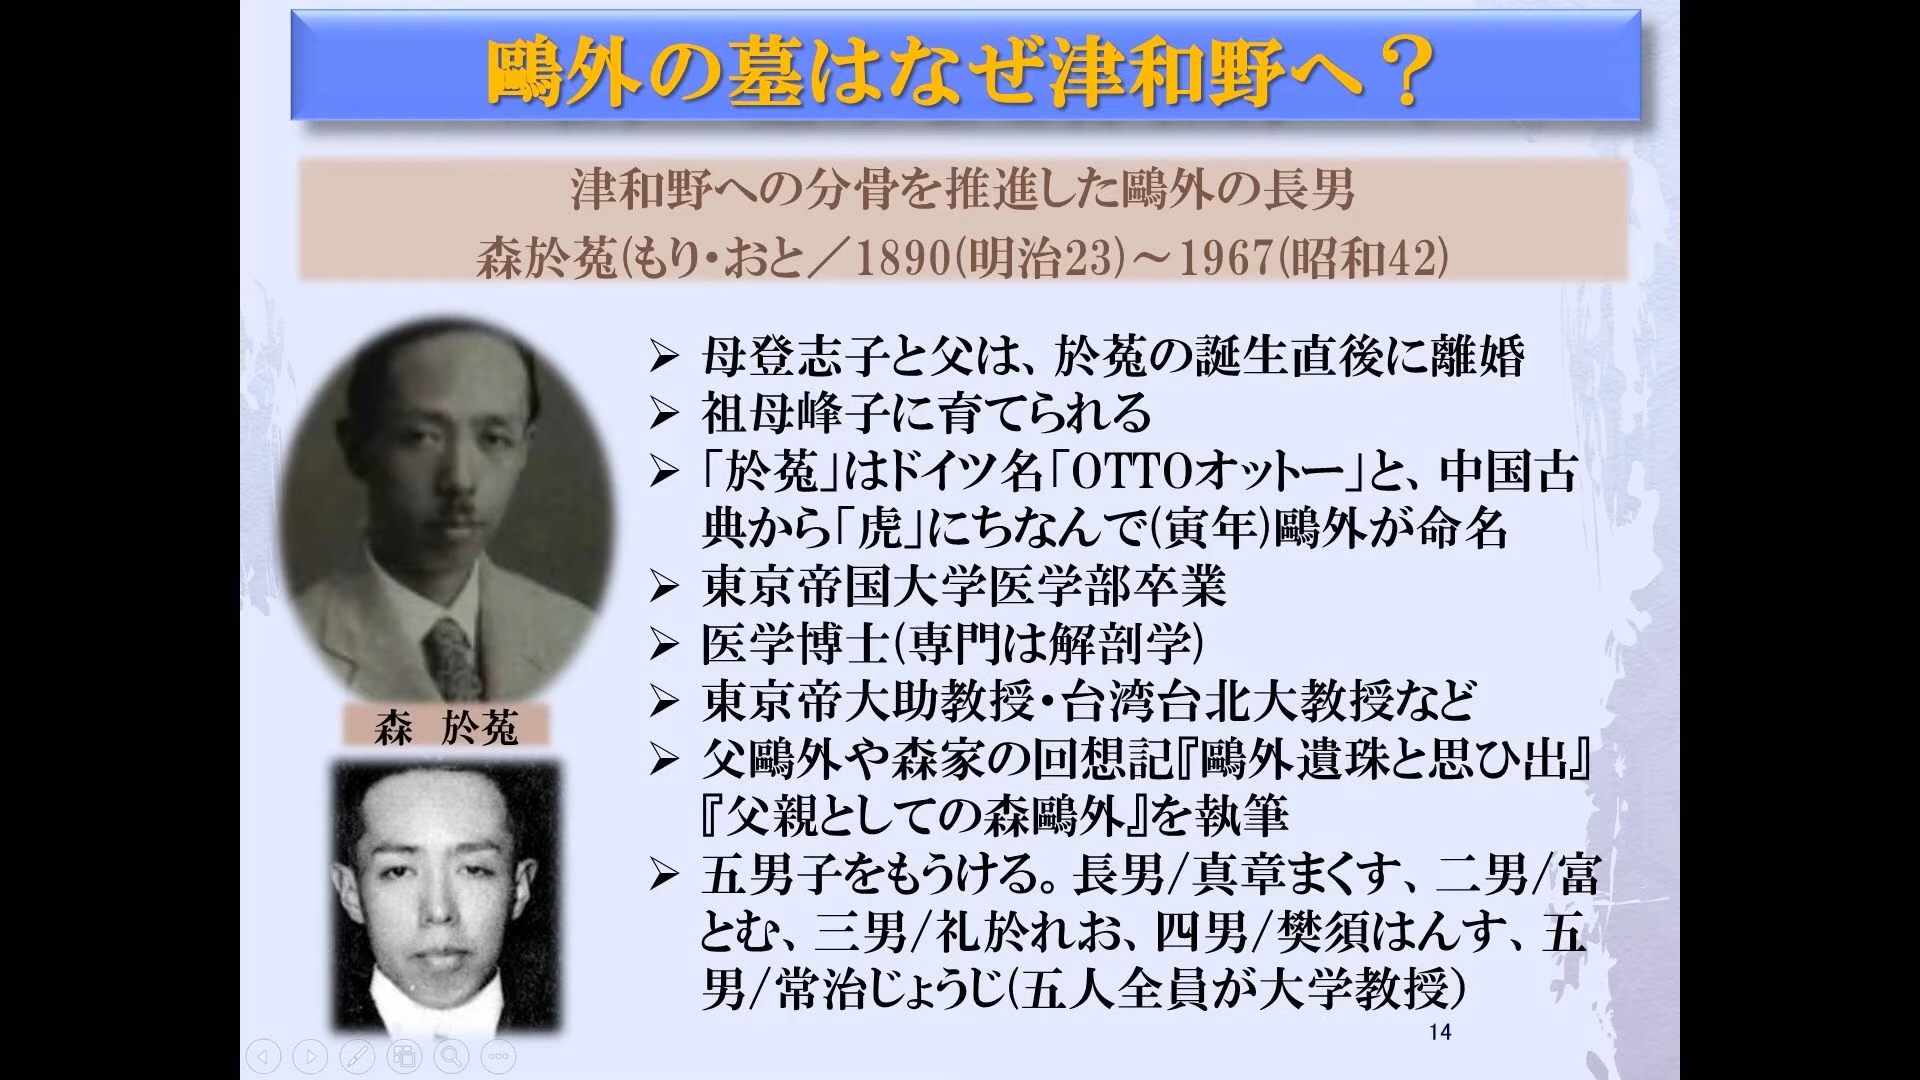 鷗外の墓はなぜ津和野へ？
津和野への分骨を推進した鷗外の長男
森於菟(もり・おと／1890(明治23)～1967(昭和42)
➢ 母登志子と父は、於菟の誕生直後に離婚
➢ 祖母峰子に育てられる
➢ 「於菟」はドイツ名「OTTOオットー」と、中国古
典から「虎」にちなんで(寅年)鷗外が命名
➢ 東京帝国大学医学部卒業
➢ 医学博士(専門は解剖学)
➢ 東京帝大助教授・台湾台北大教授など
➢ 父鷗外や森家の回想記『鷗外遺珠と思ひ出』
『父親としての森鷗外』を執筆
➢ 五男子をもうける。長男/真章まくす、二男/富
とむ、三男/礼於れお、四男/樊須はんす、五
男/常治じょうじ(五人全員が大学教授）
森　於菟
14